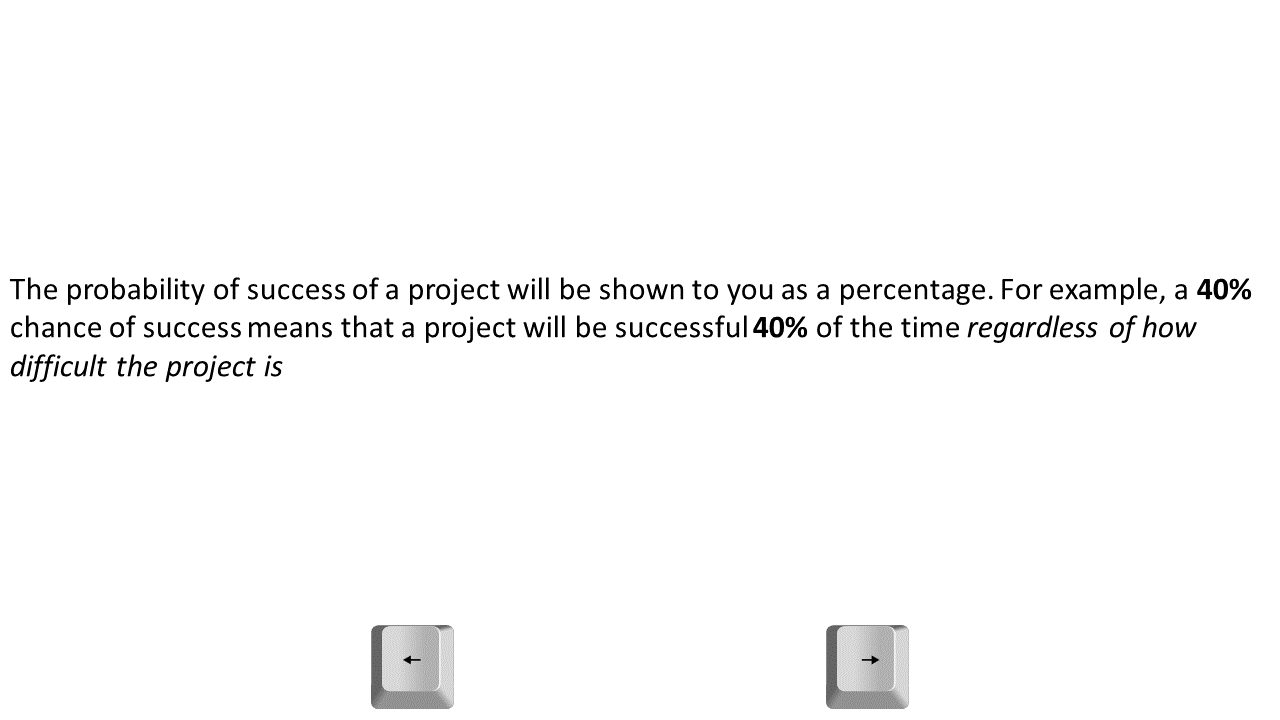 The probability of success of a project will be shown to you as a percentage. For example, a 40%
chance of success means that a project will be successful 40% of the time regardless of how
difficult the project is
← →